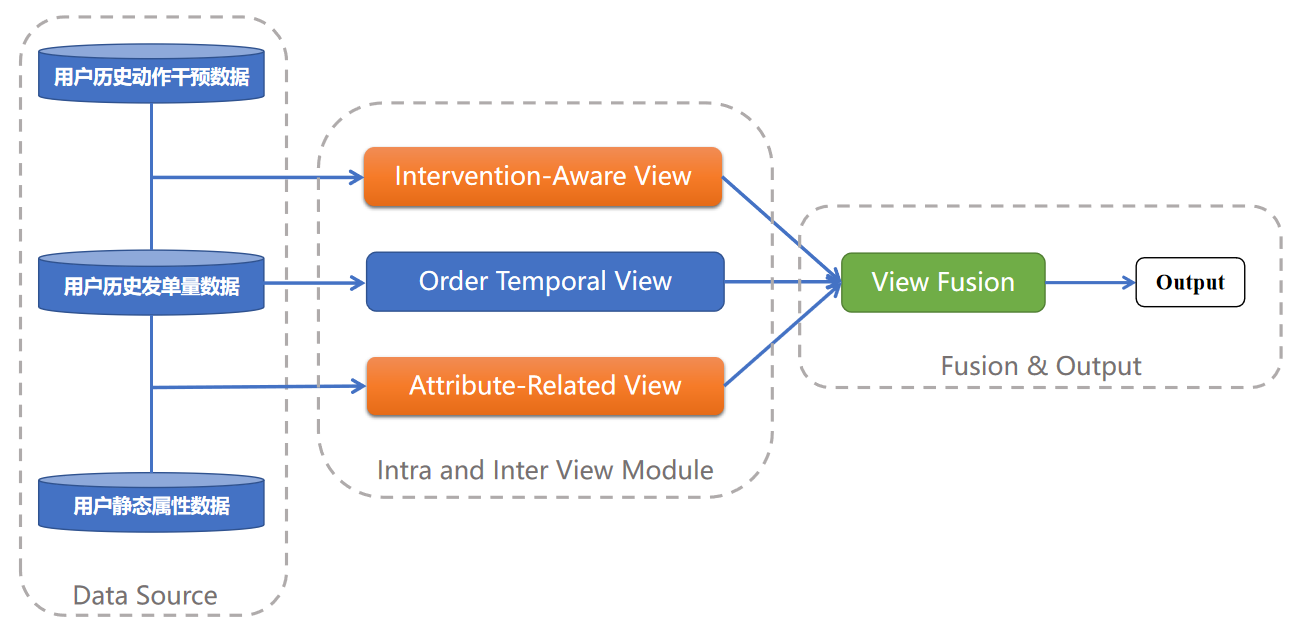 用户历史动作干预数据
用户历史发单量数据
用户静态属性数据
Data Source
Intervention-Aware View
Order Temporal View
Attribute-Related View
Intra and Inter View Module
View Fusion
Output
Fusion & Output